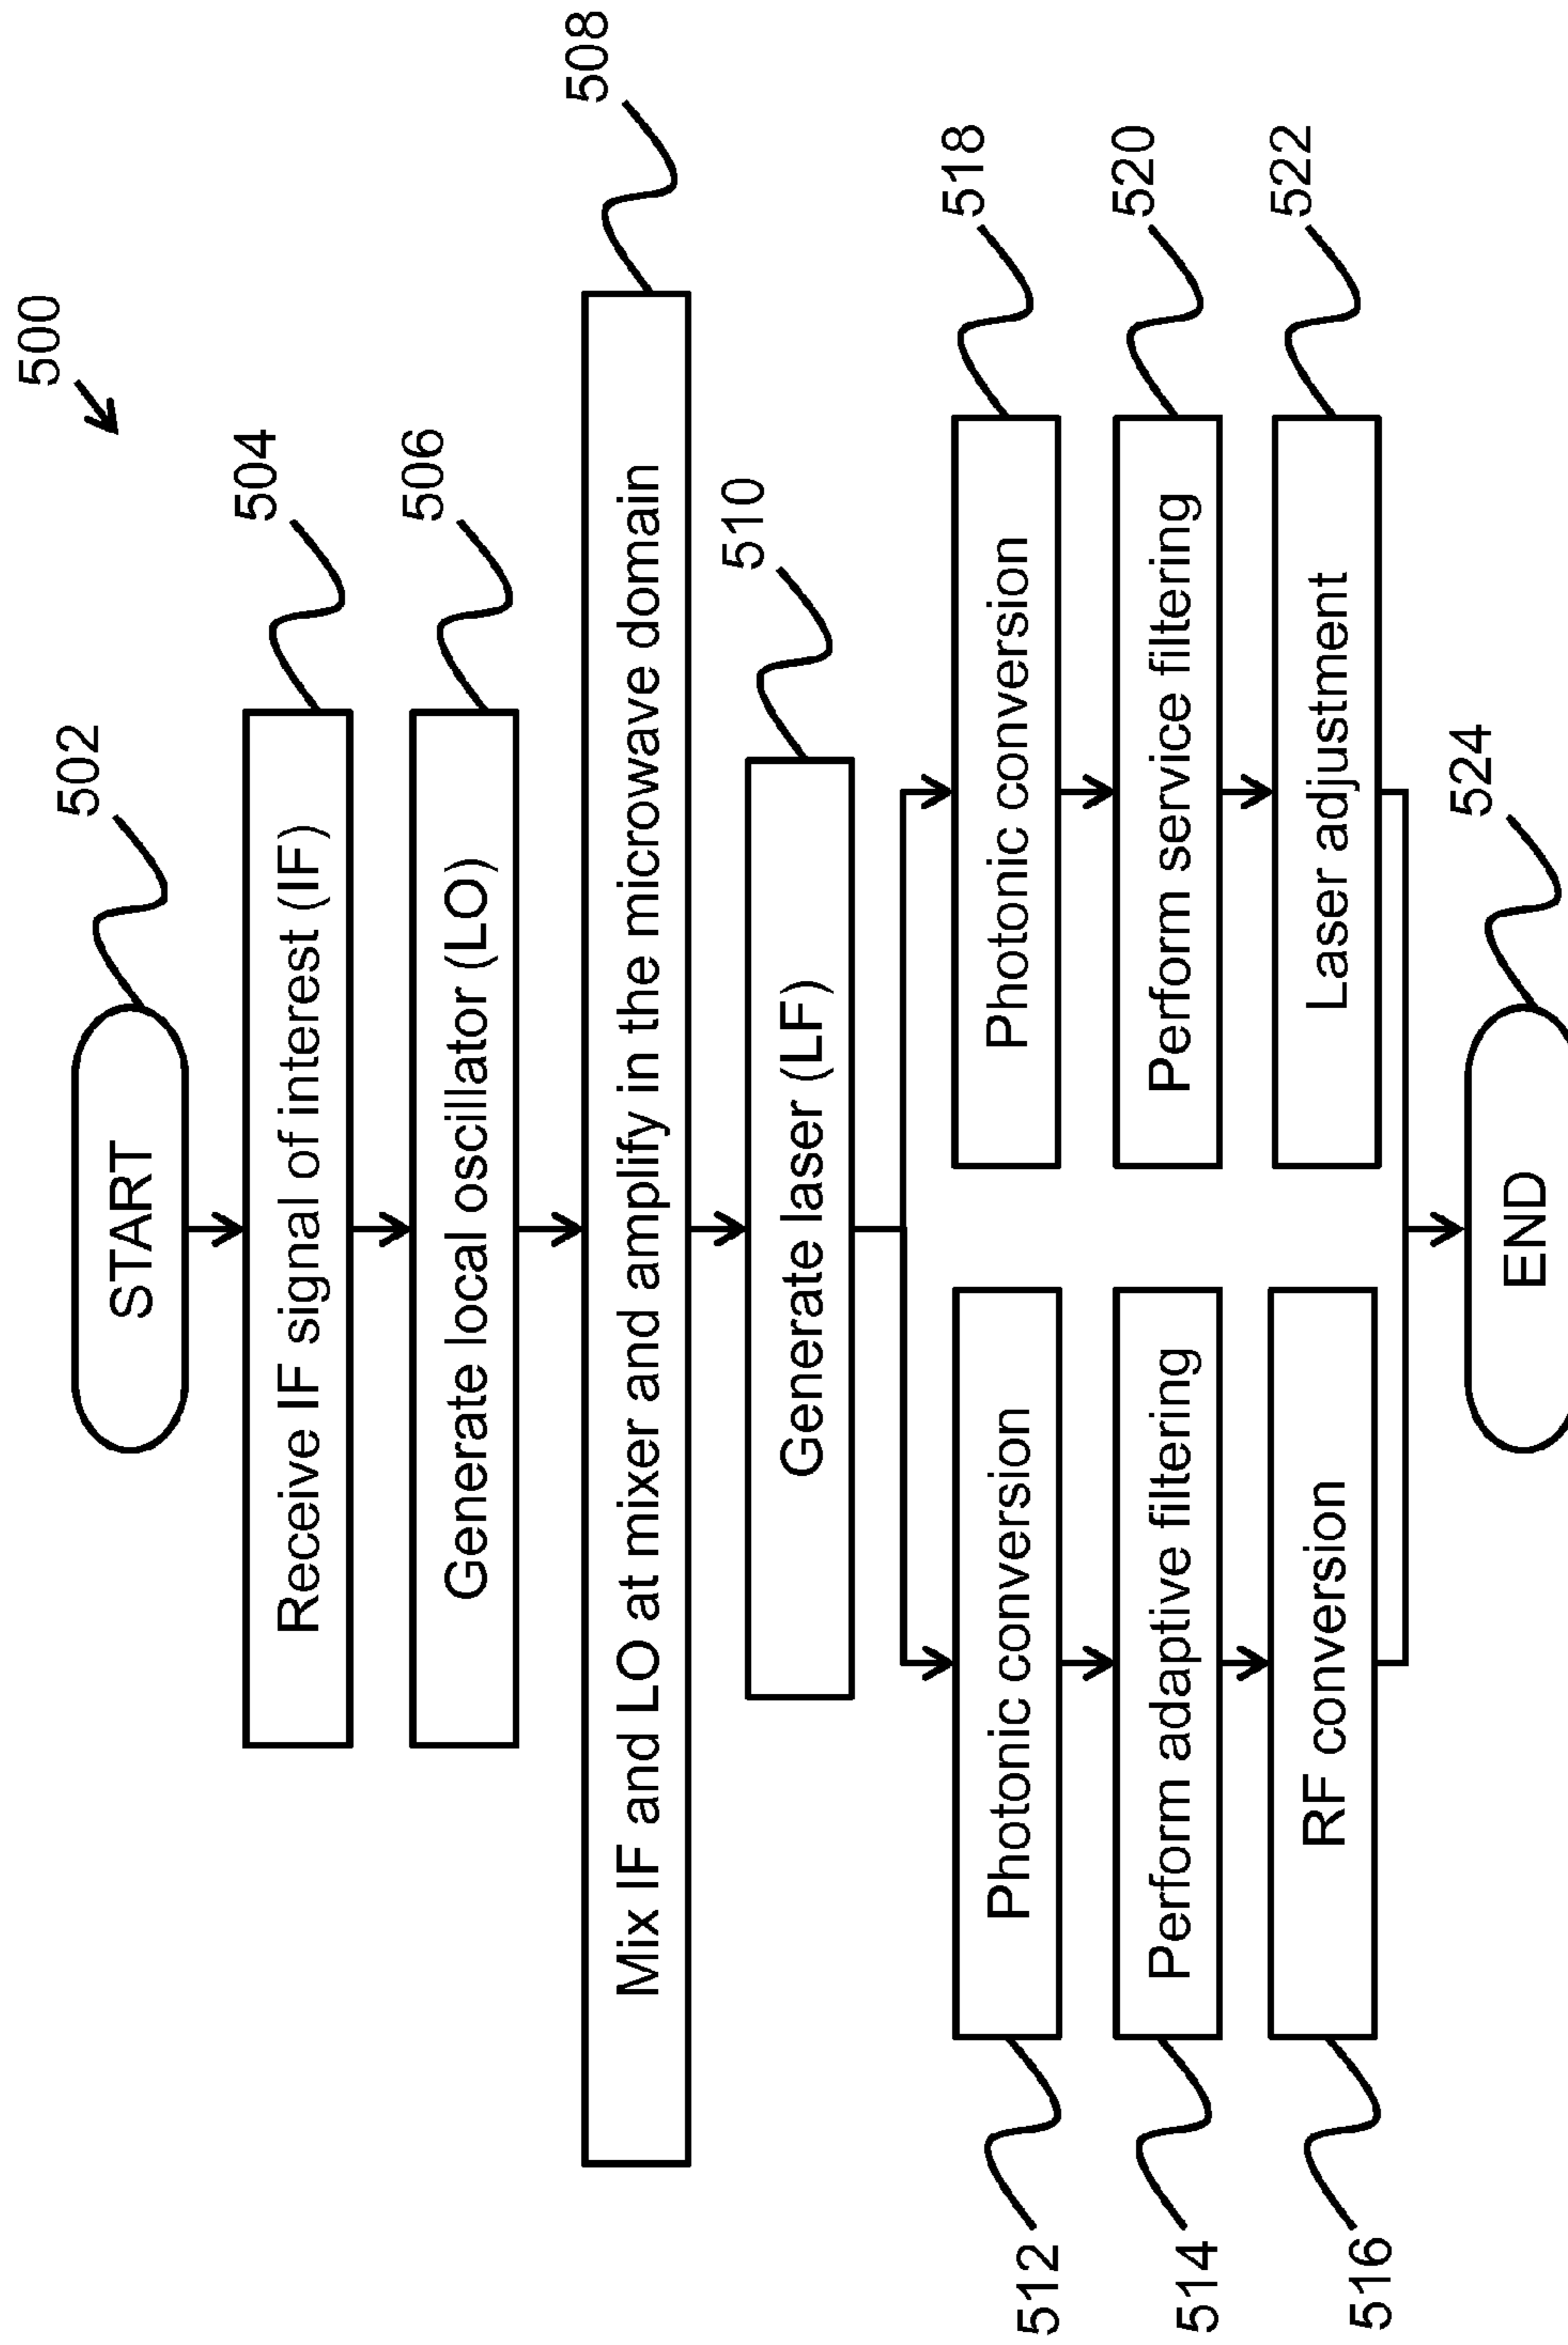 500
START
502
Receive IF signal of interest (IF)
504
Generate local oscillator (LO)
506
Mix IF and LO at mixer and amplify in the microwave domain
508
Generate laser (LF)
510
512
Photonic conversion
Photonic conversion
518
514
Perform adaptive filtering
Perform service filtering
520
516
RF conversion
Laser adjustment
522
END
524